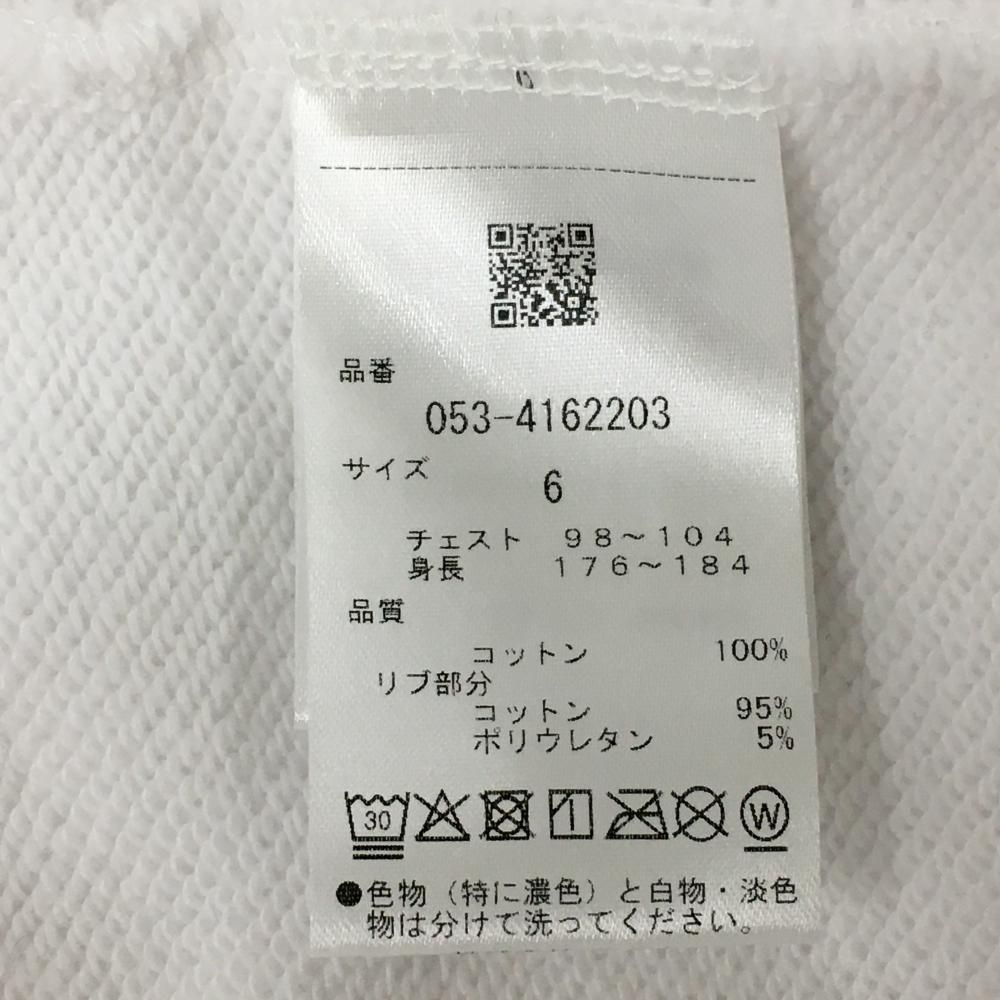 品番
053-4162203
サイズ
6
チェスト 98～104
身長 176～184
品質
コットン 100%
リブ部分
コットン 95%
ポリウレタン 5%
30 W
●色物（特に濃色）と白物・淡色
物は分けて洗ってください。